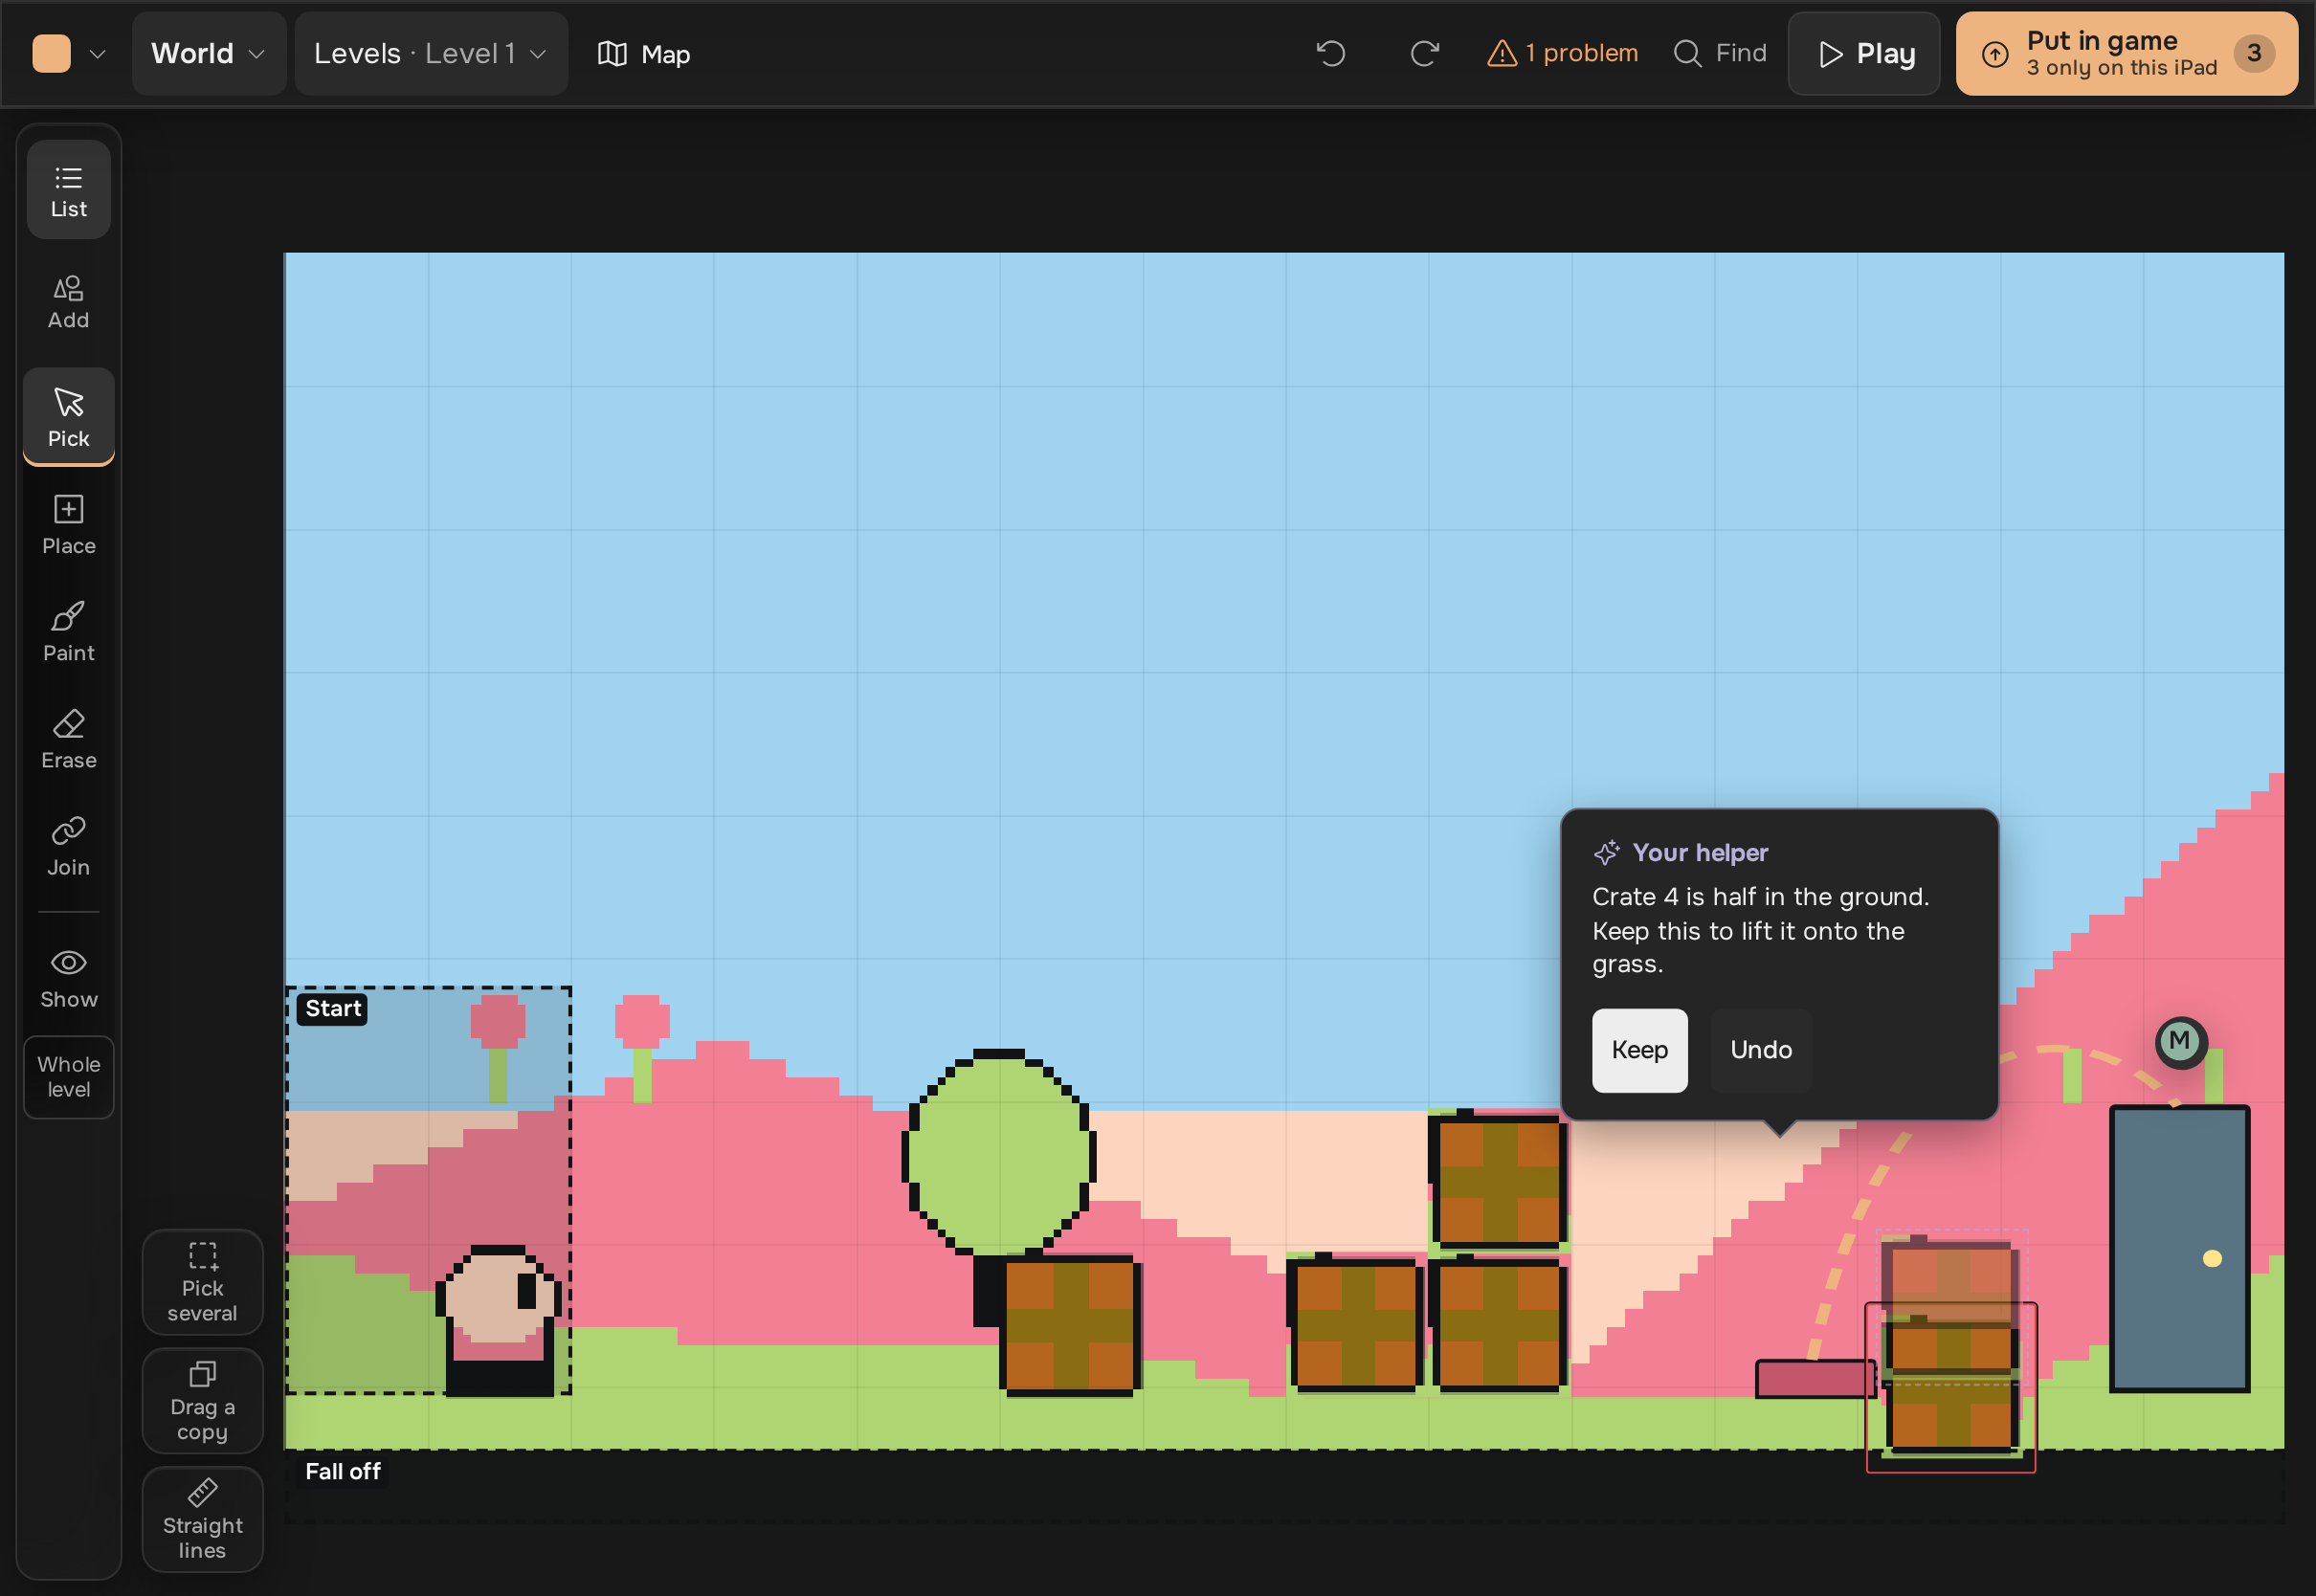 World
Levels · Level 1
Map
1 problem
Find
Play
Put in game
3 only on this iPad
3
List
Add
Pick
Place
Paint
Erase
Join
Show
Whole
level
Pick
several
Drag a
copy
Straight
lines
Start
Your helper
Crate 4 is half in the ground.
Keep this to lift it onto the
grass.
Keep
Undo
M
Fall off